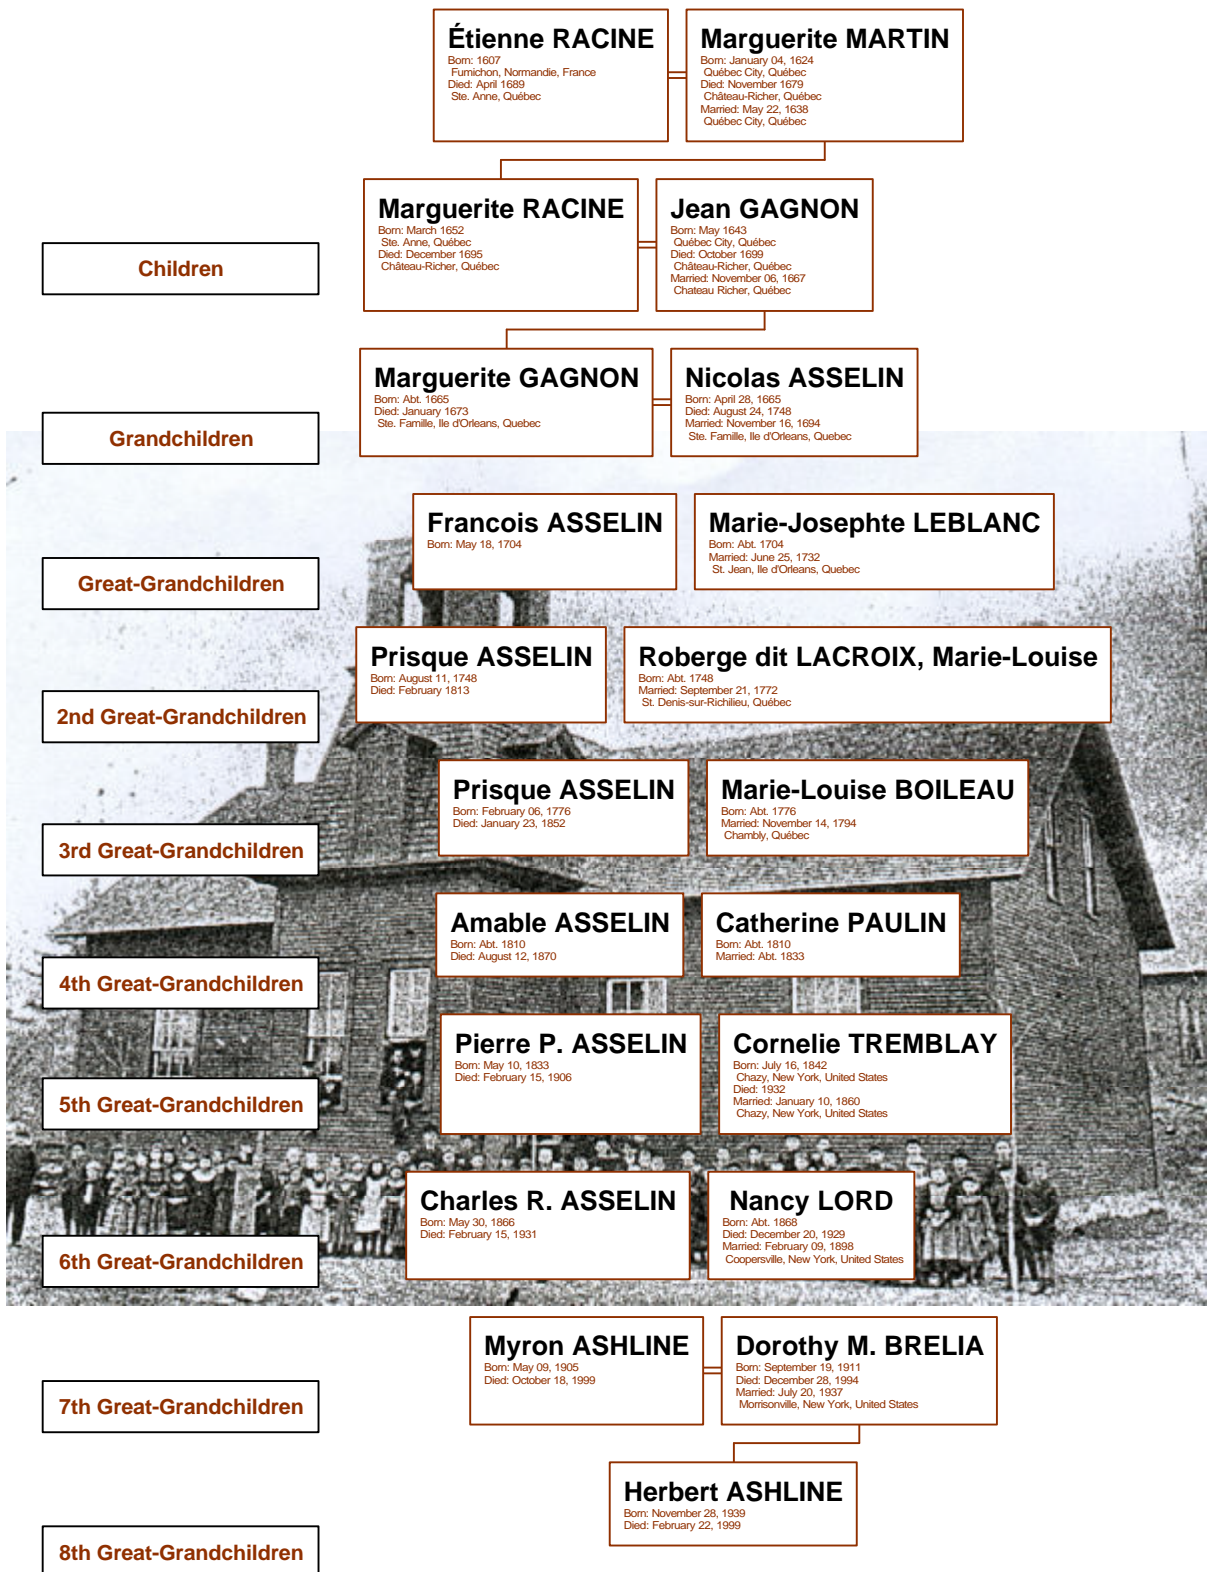 Étienne RACINE
Born: 1607
Fumichon, Normandie, France
Died: April 1689
Ste. Anne, Québec
Marguerite MARTIN
Born: January 04, 1624
Québec City, Québec
Died: November 1679
Château-Richer, Québec
Married: May 22, 1638
Québec City, Québec
Children
Marguerite RACINE
Born: March 1652
Ste. Anne, Québec
Died: December 1695
Château-Richer, Québec
Jean GAGNON
Born: May 1643
Québec City, Québec
Died: October 1699
Château-Richer, Québec
Married: November 06, 1667
Chateau Richer, Québec
Grandchildren
Marguerite GAGNON
Born: Abt. 1665
Died: January 1673
Ste. Famille, Ile d'Orleans, Quebec
Nicolas ASSELIN
Born: April 28, 1665
Died: August 24, 1748
Married: November 16, 1694
Ste. Famille, Ile d'Orleans, Quebec
Great-Grandchildren
Francois ASSELIN
Born: May 18, 1704
Marie-Josephte LEBLANC
Born: Abt. 1704
Married: June 25, 1732
St. Jean, Ile d'Orleans, Quebec
2nd Great-Grandchildren
Prisque ASSELIN
Born: August 11, 1748
Died: February 1813
Roberge dit LACROIX, Marie-Louise
Born: Abt. 1748
Married: September 21, 1772
St. Denis-sur-Richilieu, Québec
3rd Great-Grandchildren
Prisque ASSELIN
Born: February 06, 1776
Died: January 23, 1852
Marie-Louise BOILEAU
Born: Abt. 1776
Married: November 14, 1794
Chambly, Québec
4th Great-Grandchildren
Amable ASSELIN
Born: Abt. 1810
Died: August 12, 1870
Catherine PAULIN
Born: Abt. 1810
Married: Abt. 1833
5th Great-Grandchildren
Pierre P. ASSELIN
Born: May 10, 1833
Died: February 15, 1906
Cornelie TREMBLAY
Born: July 16, 1842
Chazy, New York, United States
Died: 1932
Married: January 10, 1860
Chazy, New York, United States
6th Great-Grandchildren
Charles R. ASSELIN
Born: May 30, 1866
Died: February 15, 1931
Nancy LORD
Born: Abt. 1868
Died: December 20, 1929
Married: February 09, 1898
Coopersville, New York, United States
7th Great-Grandchildren
Myron ASHLINE
Born: May 09, 1905
Died: October 18, 1999
Dorothy M. BRELIA
Born: September 19, 1911
Died: December 28, 1994
Married: July 20, 1937
Morrisonville, New York, United States
8th Great-Grandchildren
Herbert ASHLINE
Born: November 28, 1939
Died: February 22, 1999